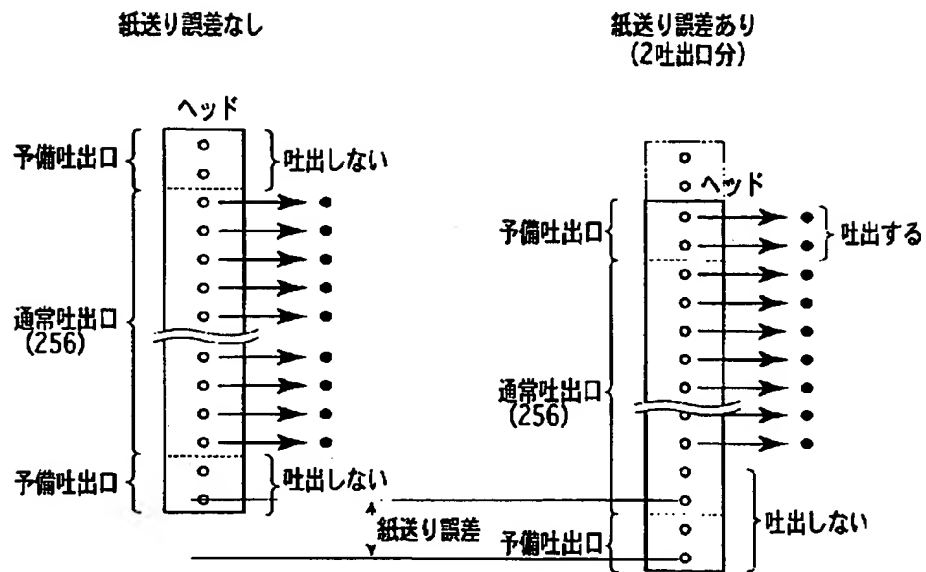 紙送り誤差なし
ヘッド
予備吐出口
吐出しない
通常吐出口
(256)
予備吐出口
吐出しない
紙送り誤差
紙送り誤差あり
(2吐出口分)
ヘッド
予備吐出口
吐出する
通常吐出口
(256)
吐出しない
予備吐出口